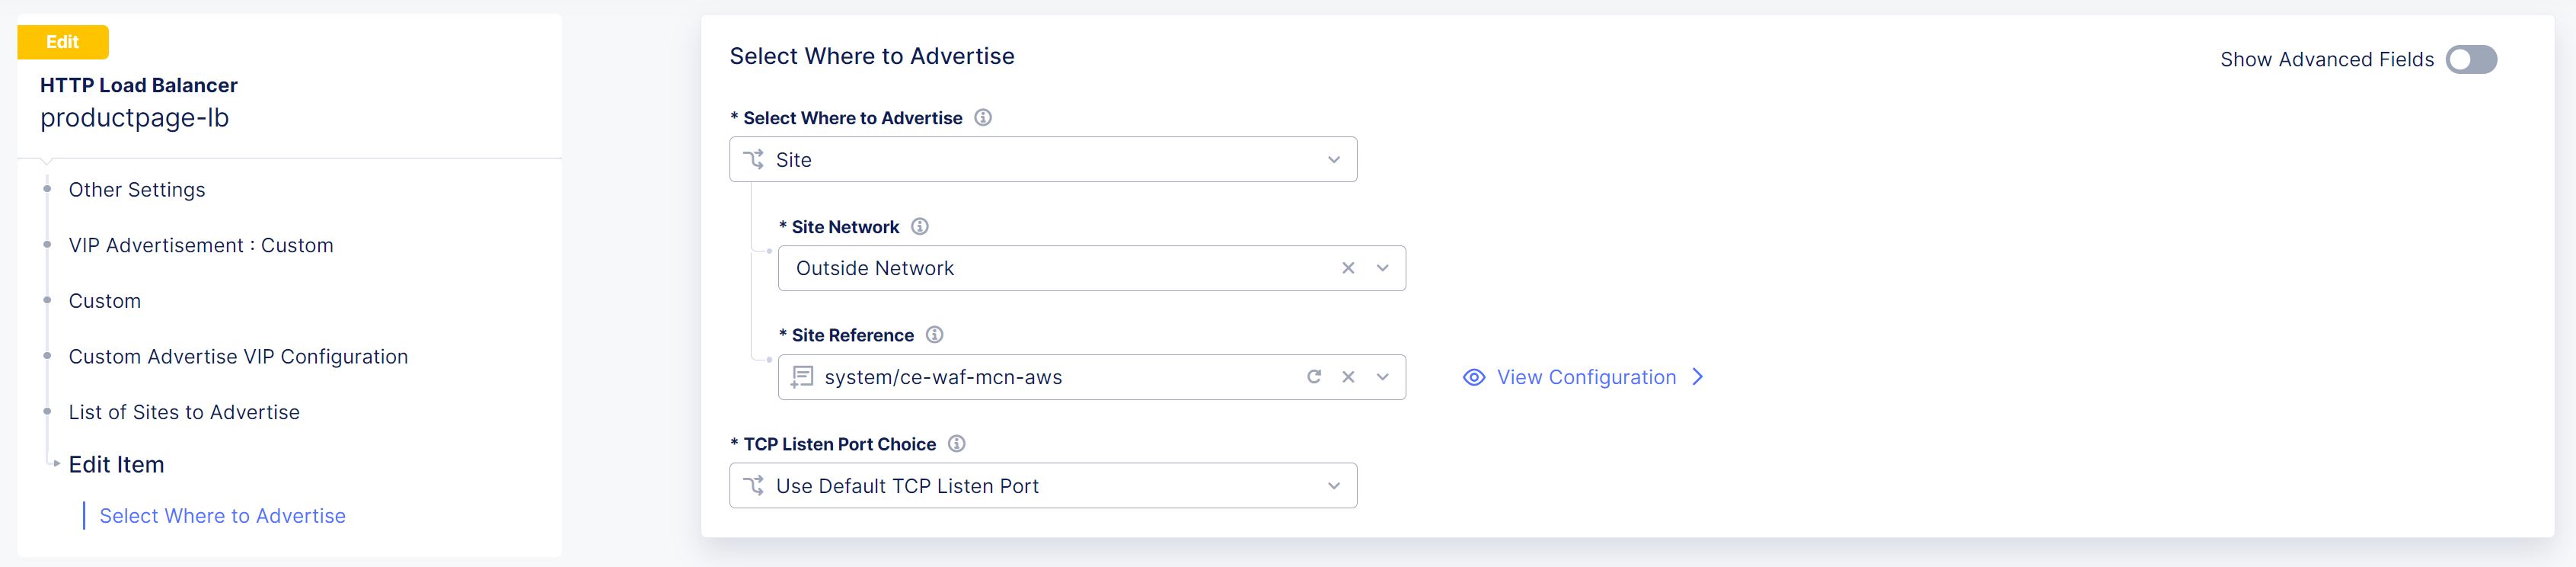 Edit
HTTP Load Balancer
productpage-lb
Other Settings
VIP Advertisement : Custom
Custom
Custom Advertise VIP Configuration
List of Sites to Advertise
Edit Item
Select Where to Advertise
Select Where to Advertise
Show Advanced Fields
* Select Where to Advertise
Site
* Site Network
Outside Network
* Site Reference
system/ce-waf-mcn-aws
View Configuration
* TCP Listen Port Choice
Use Default TCP Listen Port